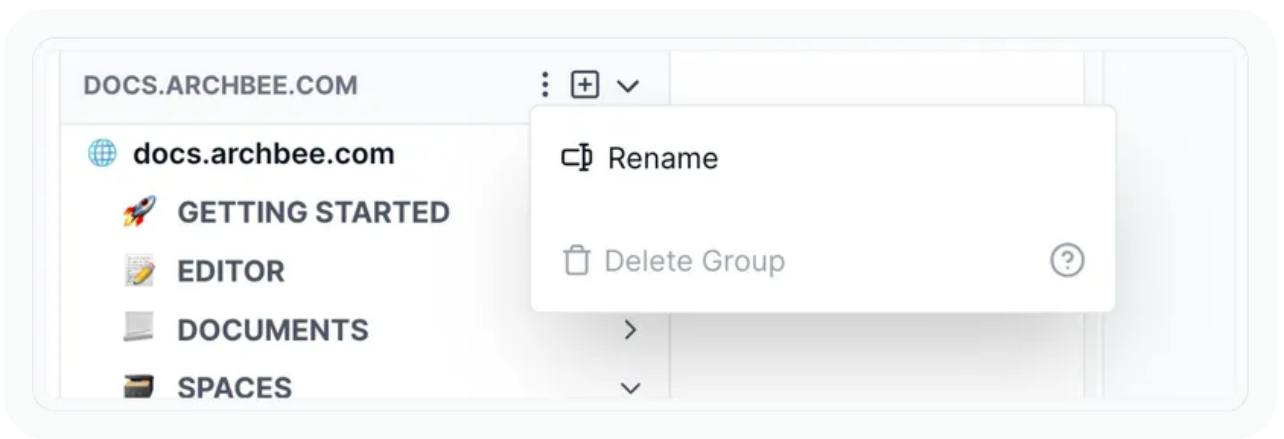 DOCS.ARCHBEE.COM
docs.archbee.com
GETTING STARTED
EDITOR
DOCUMENTS
SPACES
Rename
Delete Group